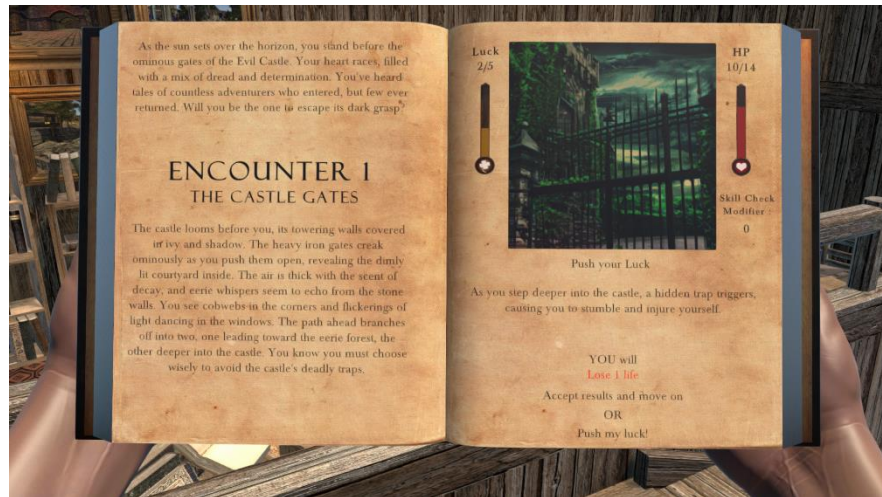 As the sun sets over the horizon, you stand before the
ominous gates of the Evil Castle. Your heart races, filled
with a mix of dread and determination. You've heard
tales of countless adventurers who entered, but few ever
returned. Will you be the one to escape its dark grasp?
ENCOUNTER 1
THE CASTLE GATES
The castle looms before you, its towering walls covered
in ivy and shadow. The heavy iron gates creak
ominously as you push them open, revealing the dimly
lit courtyard inside. The air is thick with the scent of
decay, and eerie whispers seem to echo from the stone
walls. You see cobwebs in the corners and flickerings of
light dancing in the windows. The path ahead branches
off into two, one leading toward the eerie forest, the
other deeper into the castle. You know you must choose
wisely to avoid the castle's deadly traps.
Luck
2/5
HP
10/14
Skill Check
Modifier :
0
Push your Luck
As you step deeper into the castle, a hidden trap triggers,
causing you to stumble and injure yourself.
YOU will
Lose 1 life
Accept results and move on
OR
Push my luck!